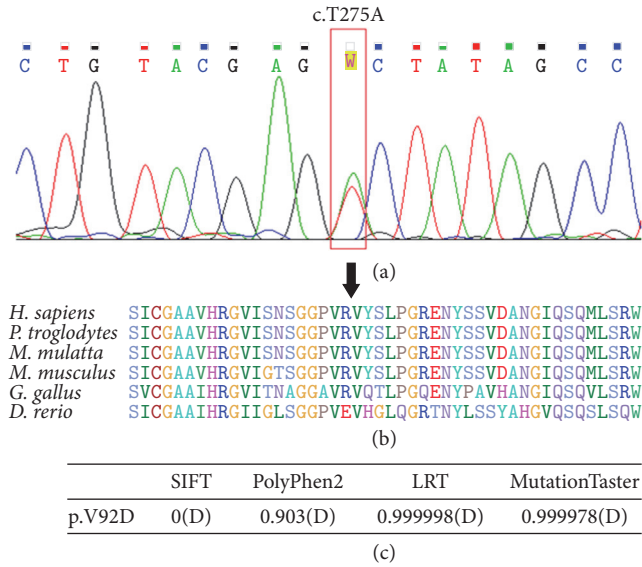 c.T275A
C T G T A C G A G W C T A T A G C C
(a)
H. sapiens SICGAAVHRGVISNSGGPVRVYSLPGRENYSSVDANGIQSQMLSRW
P. troglodytes SICGAAVHRGVISNSGGPVRVYSLPGRENYSSVDANGIQSQMLSRW
M. mulatta SICGAAVHRGVISNSGGPVRVYSLPGRENYSSVDANGIQSQMLSRW
M. musculus SICGAAVHRGVIGTSGGPVRVYSLPGRENYSSVDANGIQSQMLSRW
G. gallus SVCGAAIHRGVITNAGGAVRVQTLPGQENYPAVHANGIQSQVLSRW
D. rerio SICGAAIHRGIIGLSGGPVEVHGLQGRTNYLSSYAHGVQSQSLSQW
(b)
SIFT PolyPhen2 LRT MutationTaster
p.V92D 0(D) 0.903(D) 0.999998(D) 0.999978(D)
(c)